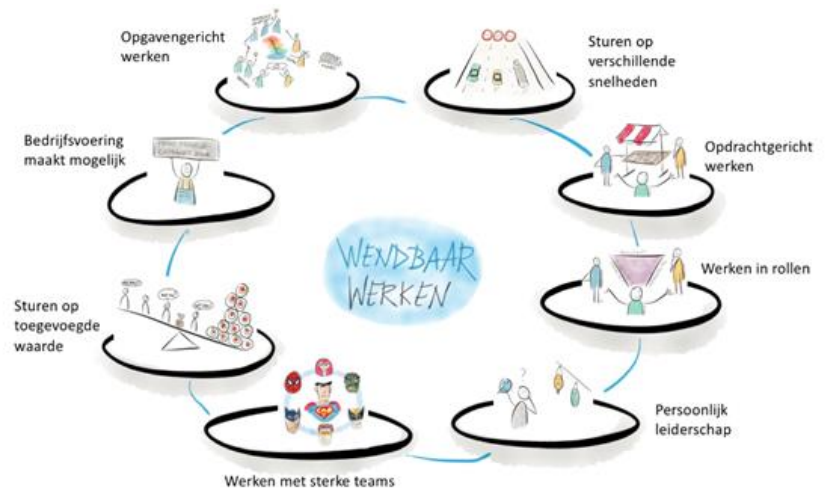 Opgavengericht
werken
Sturen op
verschillende
snelheden
Opdrachtgericht
werken
Werken in rollen
Persoonlijk
leiderschap
Werken met sterke teams
Sturen op
toegevoegde
waarde
Bedrijfsvoering
maakt mogelijk
WENDBAAR
WERKEN
?